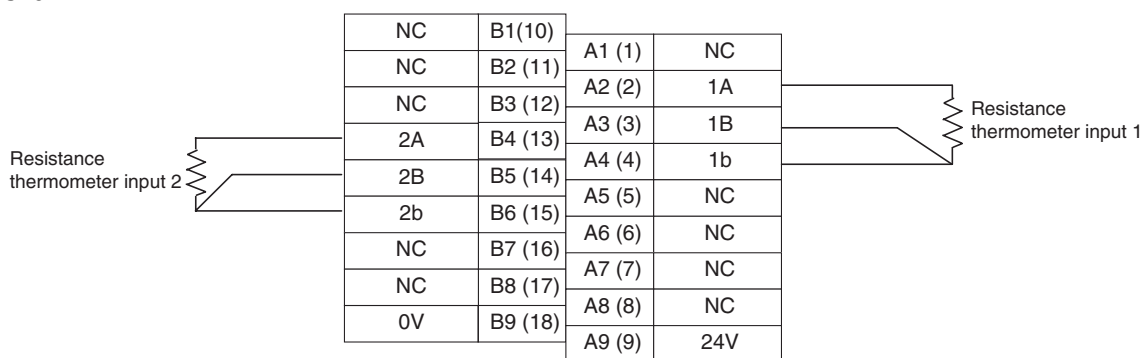 NC B1(10)
NC B2 (11)
NC B3 (12)
2A B4 (13)
2B B5 (14)
2b B6 (15)
NC B7 (16)
NC B8 (17)
0V B9 (18)
A1 (1) NC
A2 (2) 1A
A3 (3) 1B
A4 (4) 1b
A5 (5) NC
A6 (6) NC
A7 (7) NC
A8 (8) NC
A9 (9) 24V
Resistance
thermometer input 2
Resistance
thermometer input 1